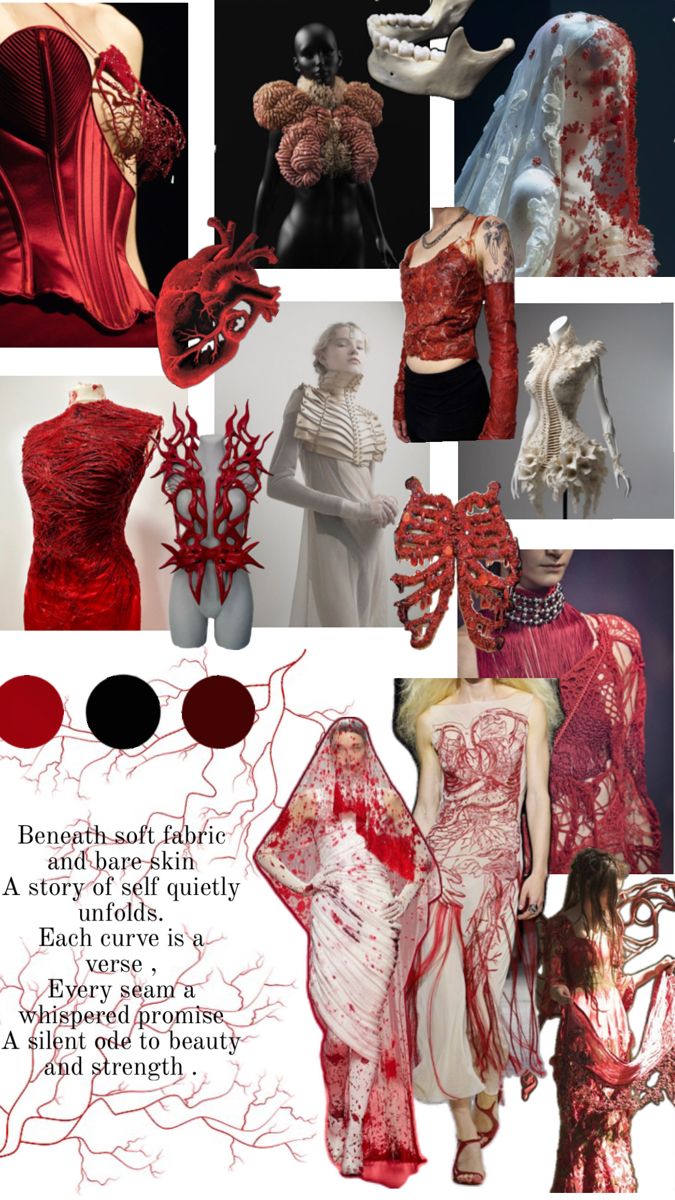 Beneath soft fabric
and bare skin
A story of self quietly
unfolds.
Each curve is a
verse ,
Every seam a
whispered promise
A silent ode to beauty
and strength .